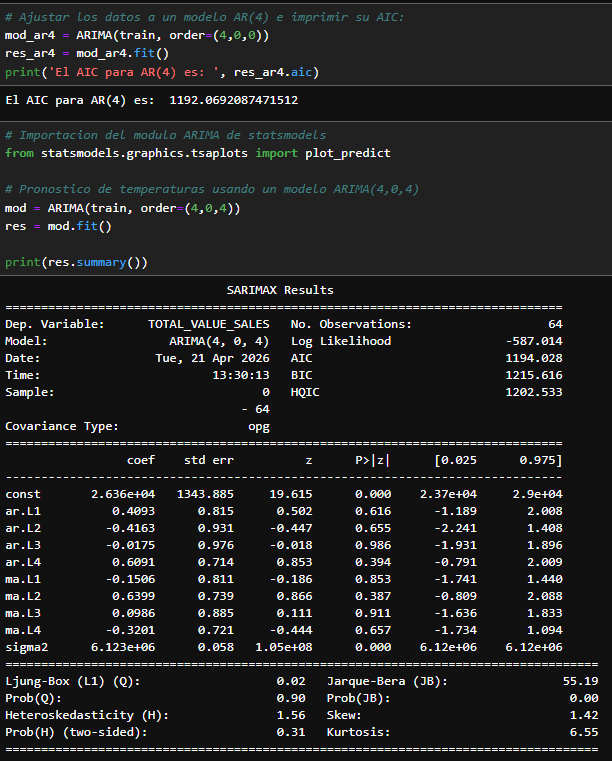 # Ajustar los datos a un modelo AR(4) e imprimir su AIC:
mod_ar4 = ARIMA(train, order=(4,0,0))
res_ar4 = mod_ar4.fit()
print('El AIC para AR(4) es: ', res_ar4.aic)
El AIC para AR(4) es:  1192.0692087471512
# Importacion del modulo ARIMA de statsmodels
from statsmodels.graphics.tsaplots import plot_predict
# Pronostico de temperaturas usando un modelo ARIMA(4,0,4)
mod = ARIMA(train, order=(4,0,4))
res = mod.fit()
print(res.summary())
SARIMAX Results
==============================================================================
Dep. Variable:      TOTAL_VALUE_SALES   No. Observations:                   64
Model:                 ARIMA(4, 0, 4)   Log Likelihood                -587.014
Date:                Tue, 21 Apr 2026   AIC                           1194.028
Time:                        13:30:13   BIC                           1215.616
Sample:                             0   HQIC                          1202.533
- 64
Covariance Type:                  opg
==============================================================================
coef    std err          z      P>|z|      [0.025      0.975]
------------------------------------------------------------------------------
const       2.636e+04   1343.885     19.615      0.000    2.37e+04     2.9e+04
ar.L1          0.4093      0.815      0.502      0.616      -1.189       2.008
ar.L2         -0.4163      0.931     -0.447      0.655      -2.241       1.408
ar.L3         -0.0175      0.976     -0.018      0.986      -1.931       1.896
ar.L4          0.6091      0.714      0.853      0.394      -0.791       2.009
ma.L1         -0.1506      0.811     -0.186      0.853      -1.741       1.440
ma.L2          0.6399      0.739      0.866      0.387      -0.809       2.088
ma.L3          0.0986      0.885      0.111      0.911      -1.636       1.833
ma.L4         -0.3201      0.721     -0.444      0.657      -1.734       1.094
sigma2      6.123e+06      0.058   1.05e+08      0.000    6.12e+06    6.12e+06
===================================================================================
Ljung-Box (L1) (Q):                   0.02   Jarque-Bera (JB):                55.19
Prob(Q):                              0.90   Prob(JB):                         0.00
Heteroskedasticity (H):               1.56   Skew:                             1.42
Prob(H) (two-sided):                  0.31   Kurtosis:                         6.55
===================================================================================